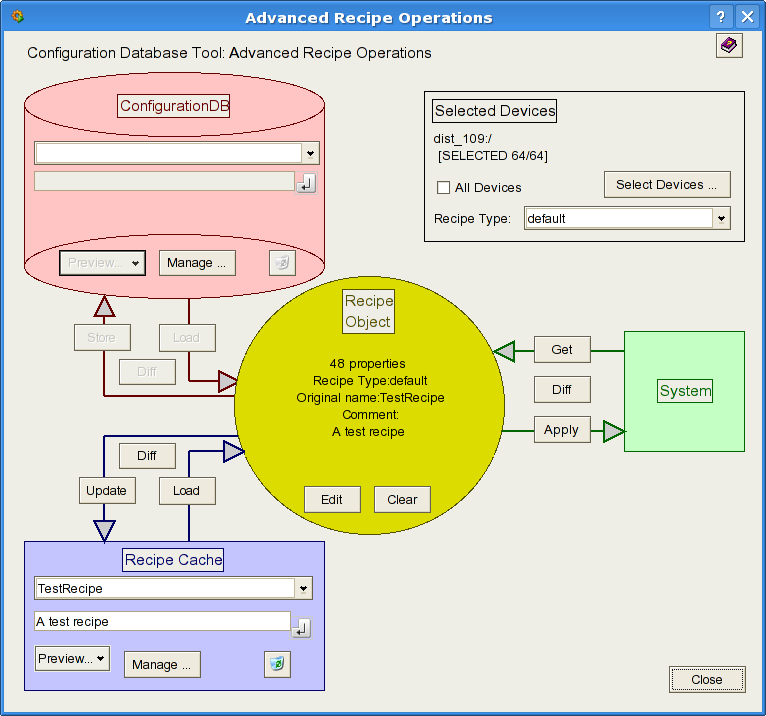 Advanced Recipe Operations
Configuration Database Tool: Advanced Recipe Operations
ConfigurationDB
Preview...
Manage ...
Selected Devices
dist_109:/
[SELECTED 64/64]
All Devices
Select Devices ...
Recipe Type:
default
Store
Load
Diff
Recipe
Object
48 properties
Recipe Type:default
Original name:TestRecipe
Comment:
A test recipe
Edit
Clear
Get
Diff
Apply
System
Diff
Update
Load
Recipe Cache
TestRecipe
A test recipe
Preview...
Manage ...
Close